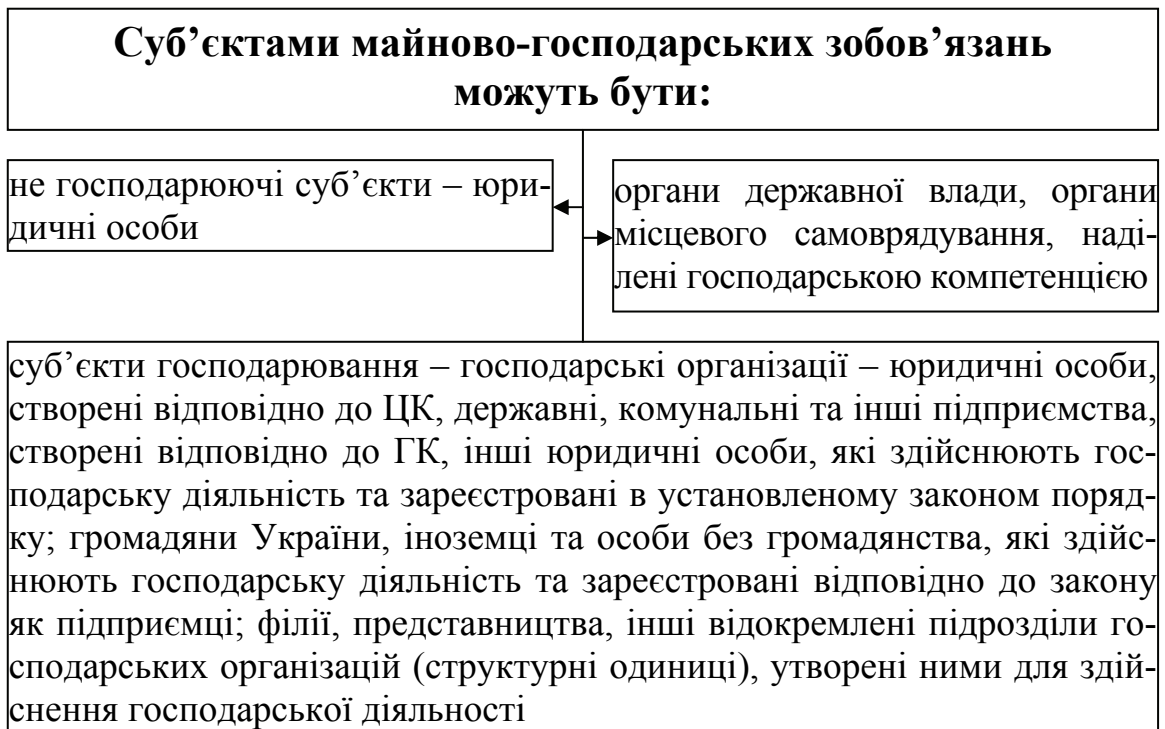 Суб’єктами майново-господарських зобов’язань
можуть бути:
не господарюючі суб’єкти – юри-
дичні особи
органи державної влади, органи
місцевого самоврядування, наді-
лені господарською компетенцією
суб’єкти господарювання – господарські організації – юридичні особи,
створені відповідно до ЦК, державні, комунальні та інші підприємства,
створені відповідно до ГК, інші юридичні особи, які здійснюють гос-
подарську діяльність та зареєстровані в установленому законом поряд-
ку; громадяни України, іноземці та особи без громадянства, які здійс-
нюють господарську діяльність та зареєстровані відповідно до закону
як підприємці; філії, представництва, інші відокремлені підрозділи го-
сподарських організацій (структурні одиниці), утворені ними для здій-
снення господарської діяльності